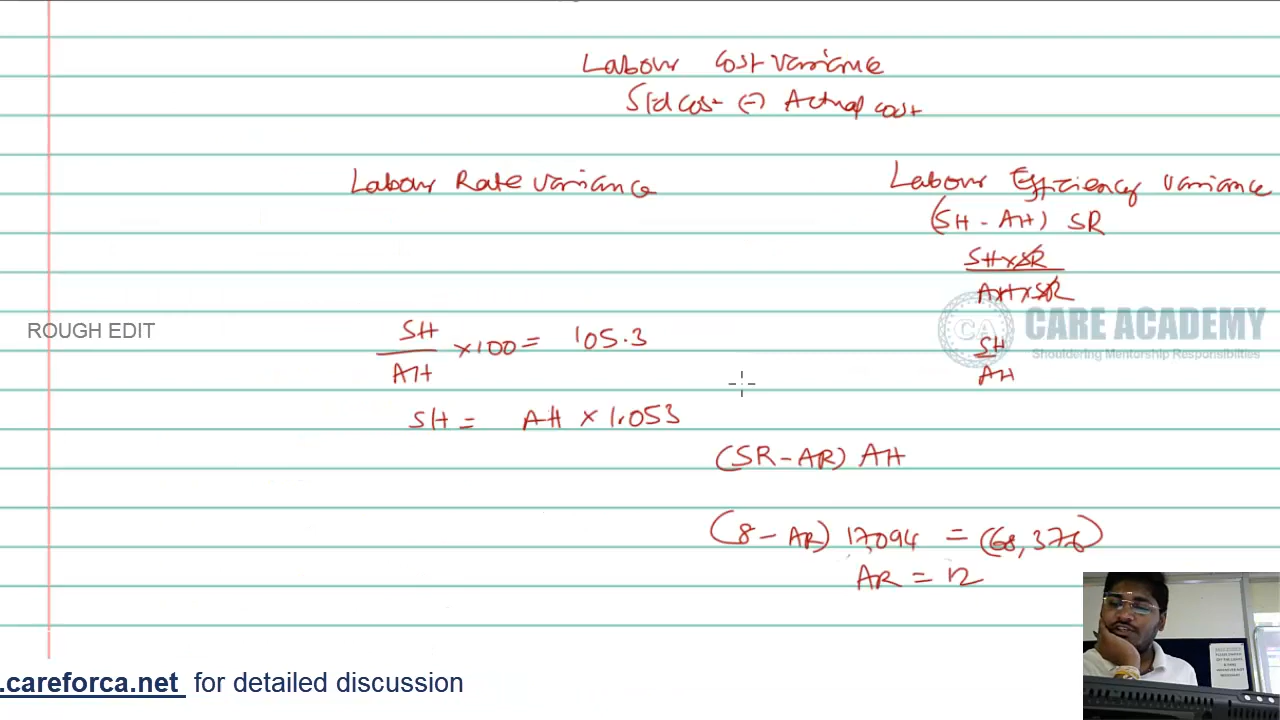 Labour Cost Variance
Std cost (-) Actual cost
Labour Rate Variance
Labour Efficiency Variance
(SH - AH) SR
SH×SR
AH×SR
ROUGH EDIT
CA
CARE ACADEMY
Shouldering Mentorship Responsibilities
SH
AH
SH
AH
×100 = 105.3
SH = AH × 1.053
(SR - AR) AH
(8 - AR) 17094 = (68,376)
AR = 12
.careforca.net for detailed discussion